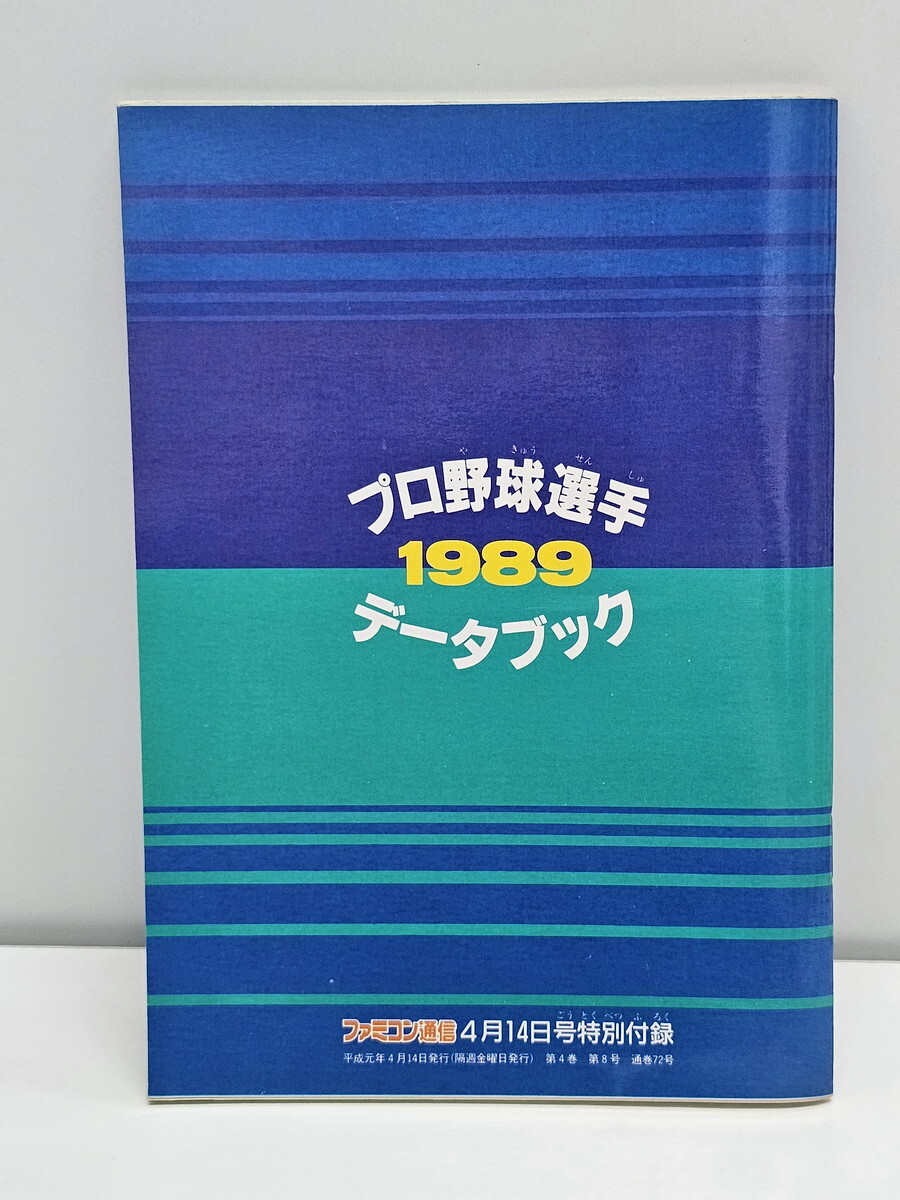 や きゅう せん しゅ
プロ野球選手
1989
データブック
ごう とく べつ ふ ろく
ファミコン通信 4月14日号特別付録
平成元年4月14日発行(隔週金曜日発行) 第4巻 第8号 通巻72号